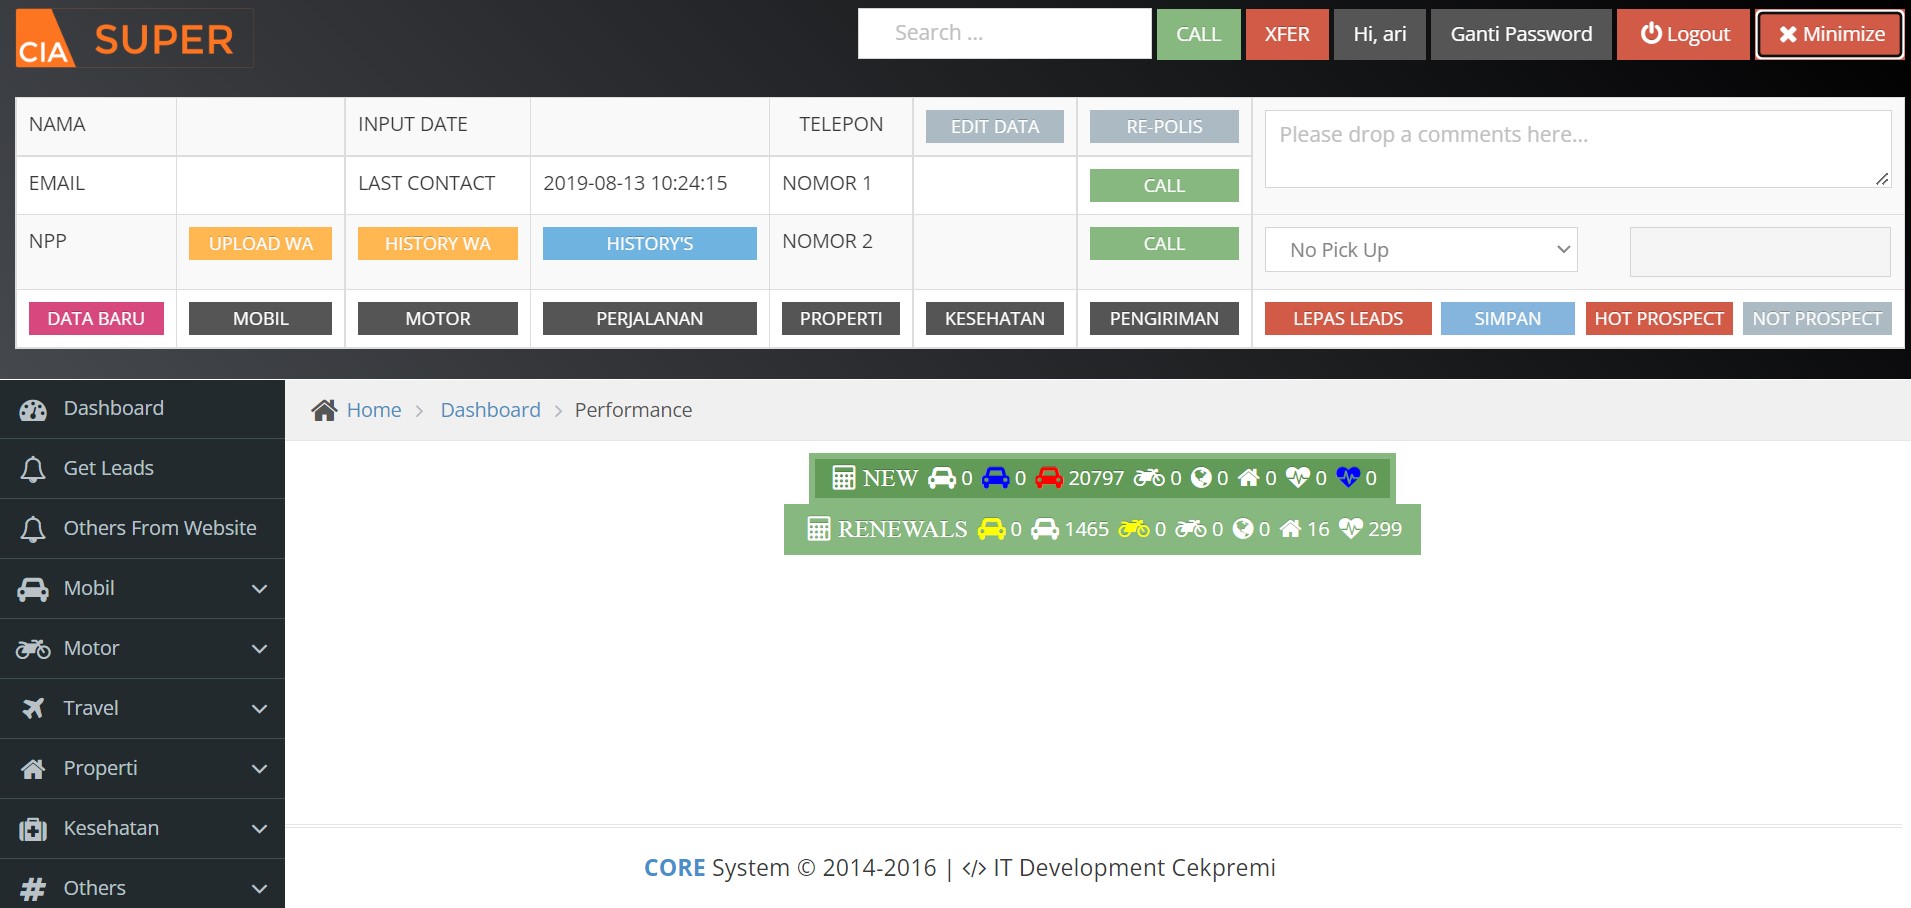 CIA SUPER
Search ... CALL XFER Hi, ari Ganti Password Logout Minimize
NAMA INPUT DATE TELEPON EDIT DATA RE-POLIS Please drop a comments here...
EMAIL LAST CONTACT 2019-08-13 10:24:15 NOMOR 1 CALL
NPP UPLOAD WA HISTORY WA HISTORY'S NOMOR 2 CALL No Pick Up
DATA BARU MOBIL MOTOR PERJALANAN PROPERTI KESEHATAN PENGIRIMAN LEPAS LEADS SIMPAN HOT PROSPECT NOT PROSPECT
Dashboard
Get Leads
Others From Website
Mobil
Motor
Travel
Properti
Kesehatan
Others
Home > Dashboard > Performance
NEW 0 0 20797 0 0 0 0 0
RENEWALS 0 1465 0 0 0 16 299
CORE System © 2014-2016 | </> IT Development Cekpremi